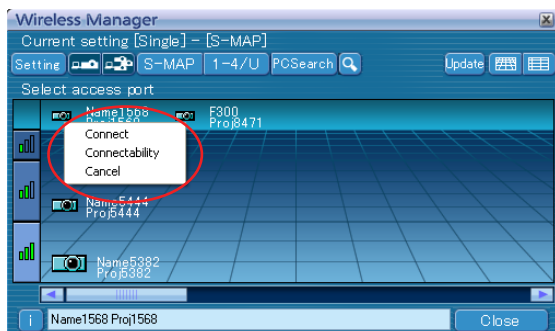 Wireless Manager
Current setting [Single] - [S-MAP]
Setting S-MAP 1-4/U PCSearch Update
Select access port
Name1568 F300
Proj1568 Proj8471
Connect
Connectability
Cancel
Name5444
Proj5444
Name5382
Proj5382
i Name1568 Proj1568 Close